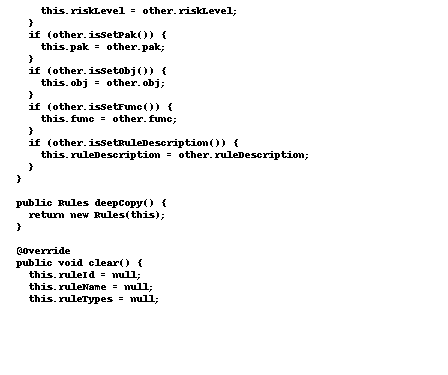 this.riskLevel = other.riskLevel;
  }
  if (other.isSetPak()) {
    this.pak = other.pak;
  }
  if (other.isSetObj()) {
    this.obj = other.obj;
  }
  if (other.isSetFunc()) {
    this.func = other.func;
  }
  if (other.isSetRuleDescription()) {
    this.ruleDescription = other.ruleDescription;
  }
}

public Rules deepCopy() {
  return new Rules(this);
}

@Override
public void clear() {
  this.ruleId = null;
  this.ruleName = null;
  this.ruleTypes = null;